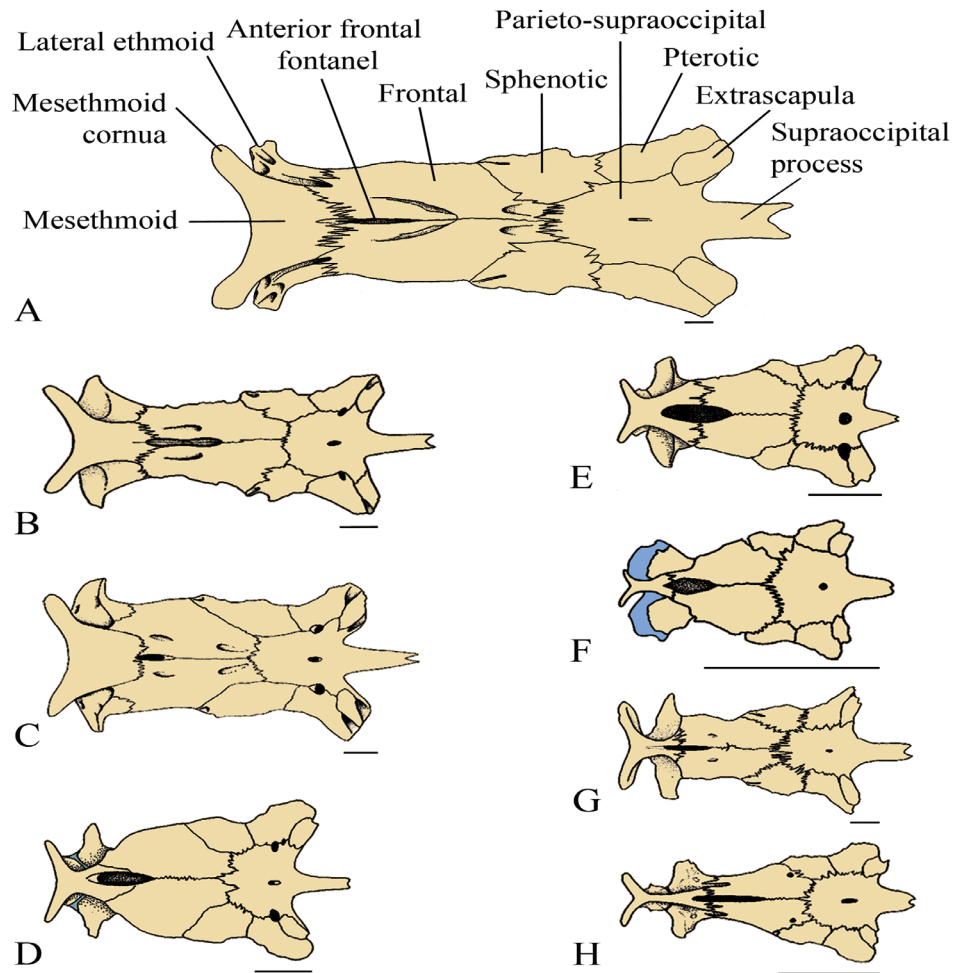 Lateral ethmoid
Anterior frontal
fontanel
Parieto-supraoccipital
Mesethmoid
cornua
Frontal
Sphenotic
Pterotic
Extrascapula
Supraoccipital
process
Mesethmoid
A
B
C
D
E
F
G
H